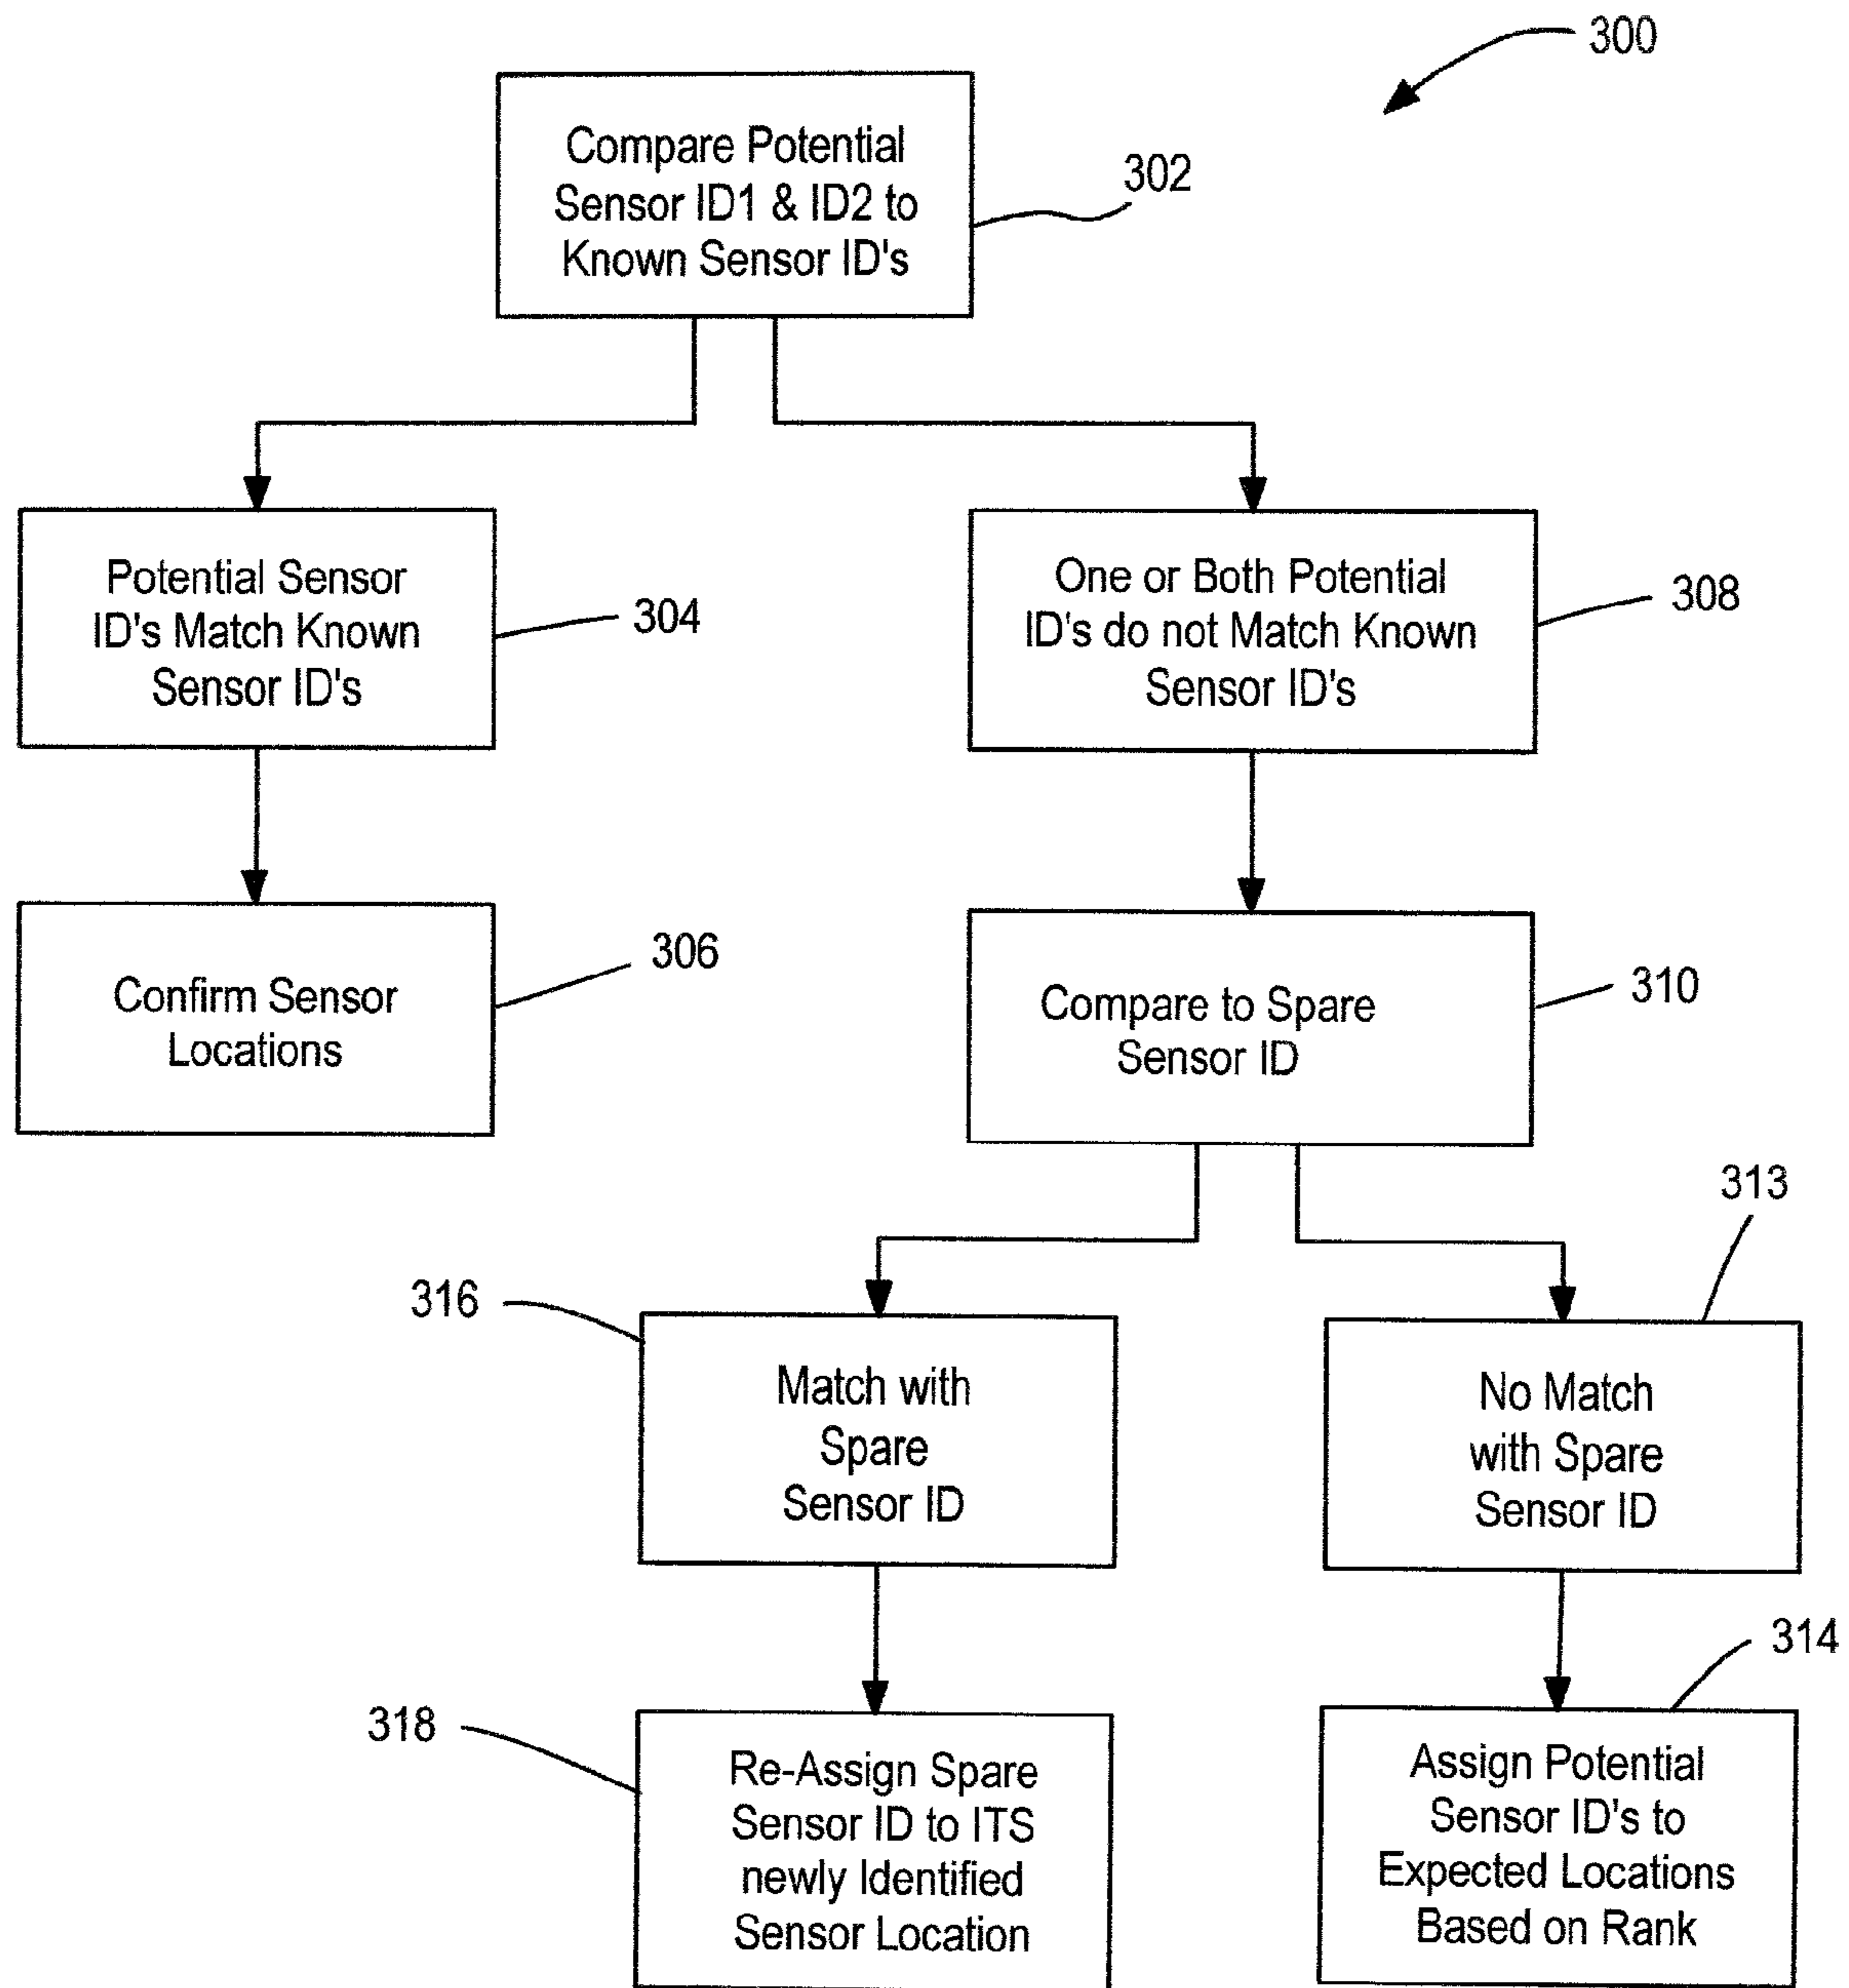 300
Compare Potential
Sensor ID1 & ID2 to
Known Sensor ID's
302
Potential Sensor
ID's Match Known
Sensor ID's
304
One or Both Potential
ID's do not Match Known
Sensor ID's
308
Confirm Sensor
Locations
306
Compare to Spare
Sensor ID
310
313
316
Match with
Spare
Sensor ID
No Match
with Spare
Sensor ID
314
318
Re-Assign Spare
Sensor ID to ITS
newly Identified
Sensor Location
Assign Potential
Sensor ID's to
Expected Locations
Based on Rank